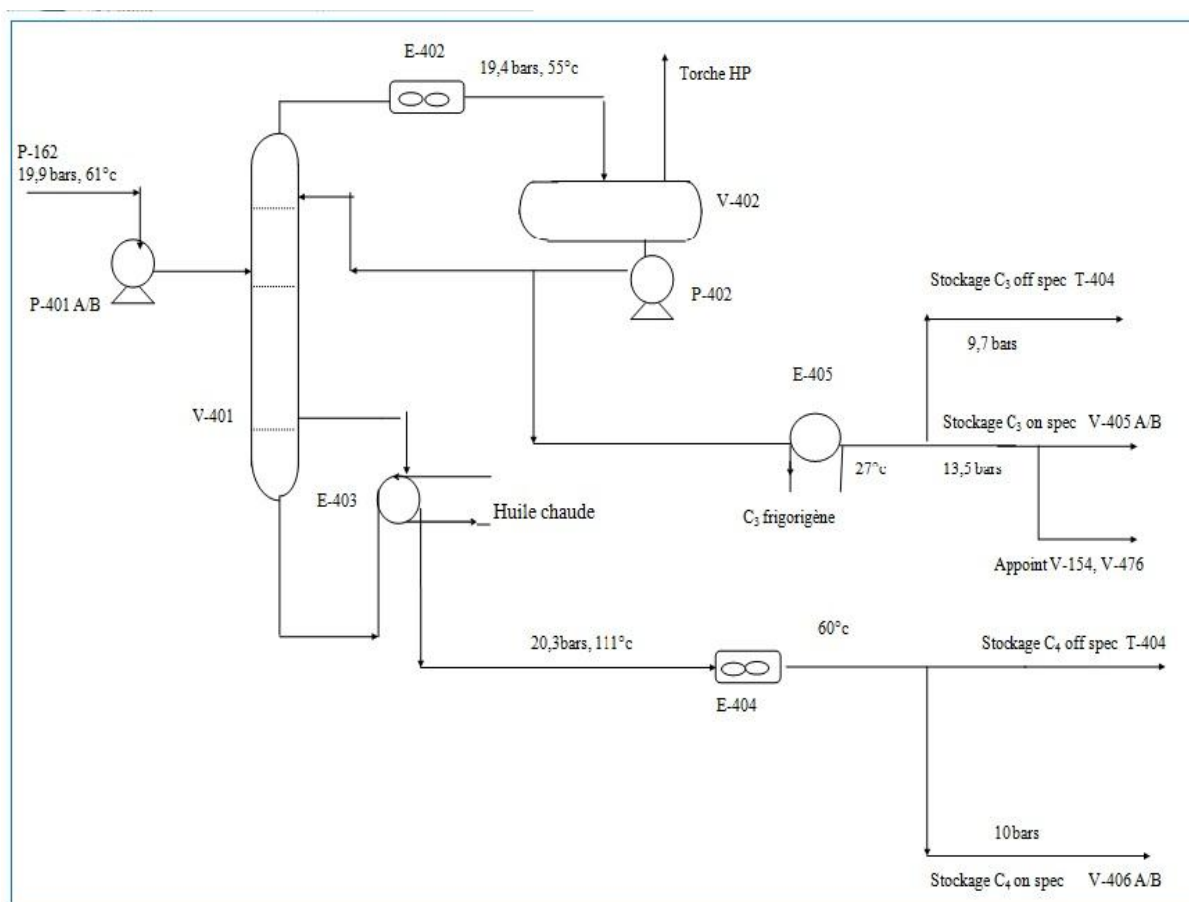 E-402
19,4 bars, 55°c
Torche HP
P-162
19,9 bars, 61°c
V-402
P-401 A/B
P-402
Stockage C₃ off spec T-404
9,7 bars
E-405
V-401
Stockage C₃ on spec V-405 A/B
E-403
27°c
13,5 bars
Huile chaude
C₃ frigorigène
Appoint V-154, V-476
20,3bars, 111°c
60°c
Stockage C₄ off spec T-404
E-404
10 bars
Stockage C₄ on spec V-406 A/B